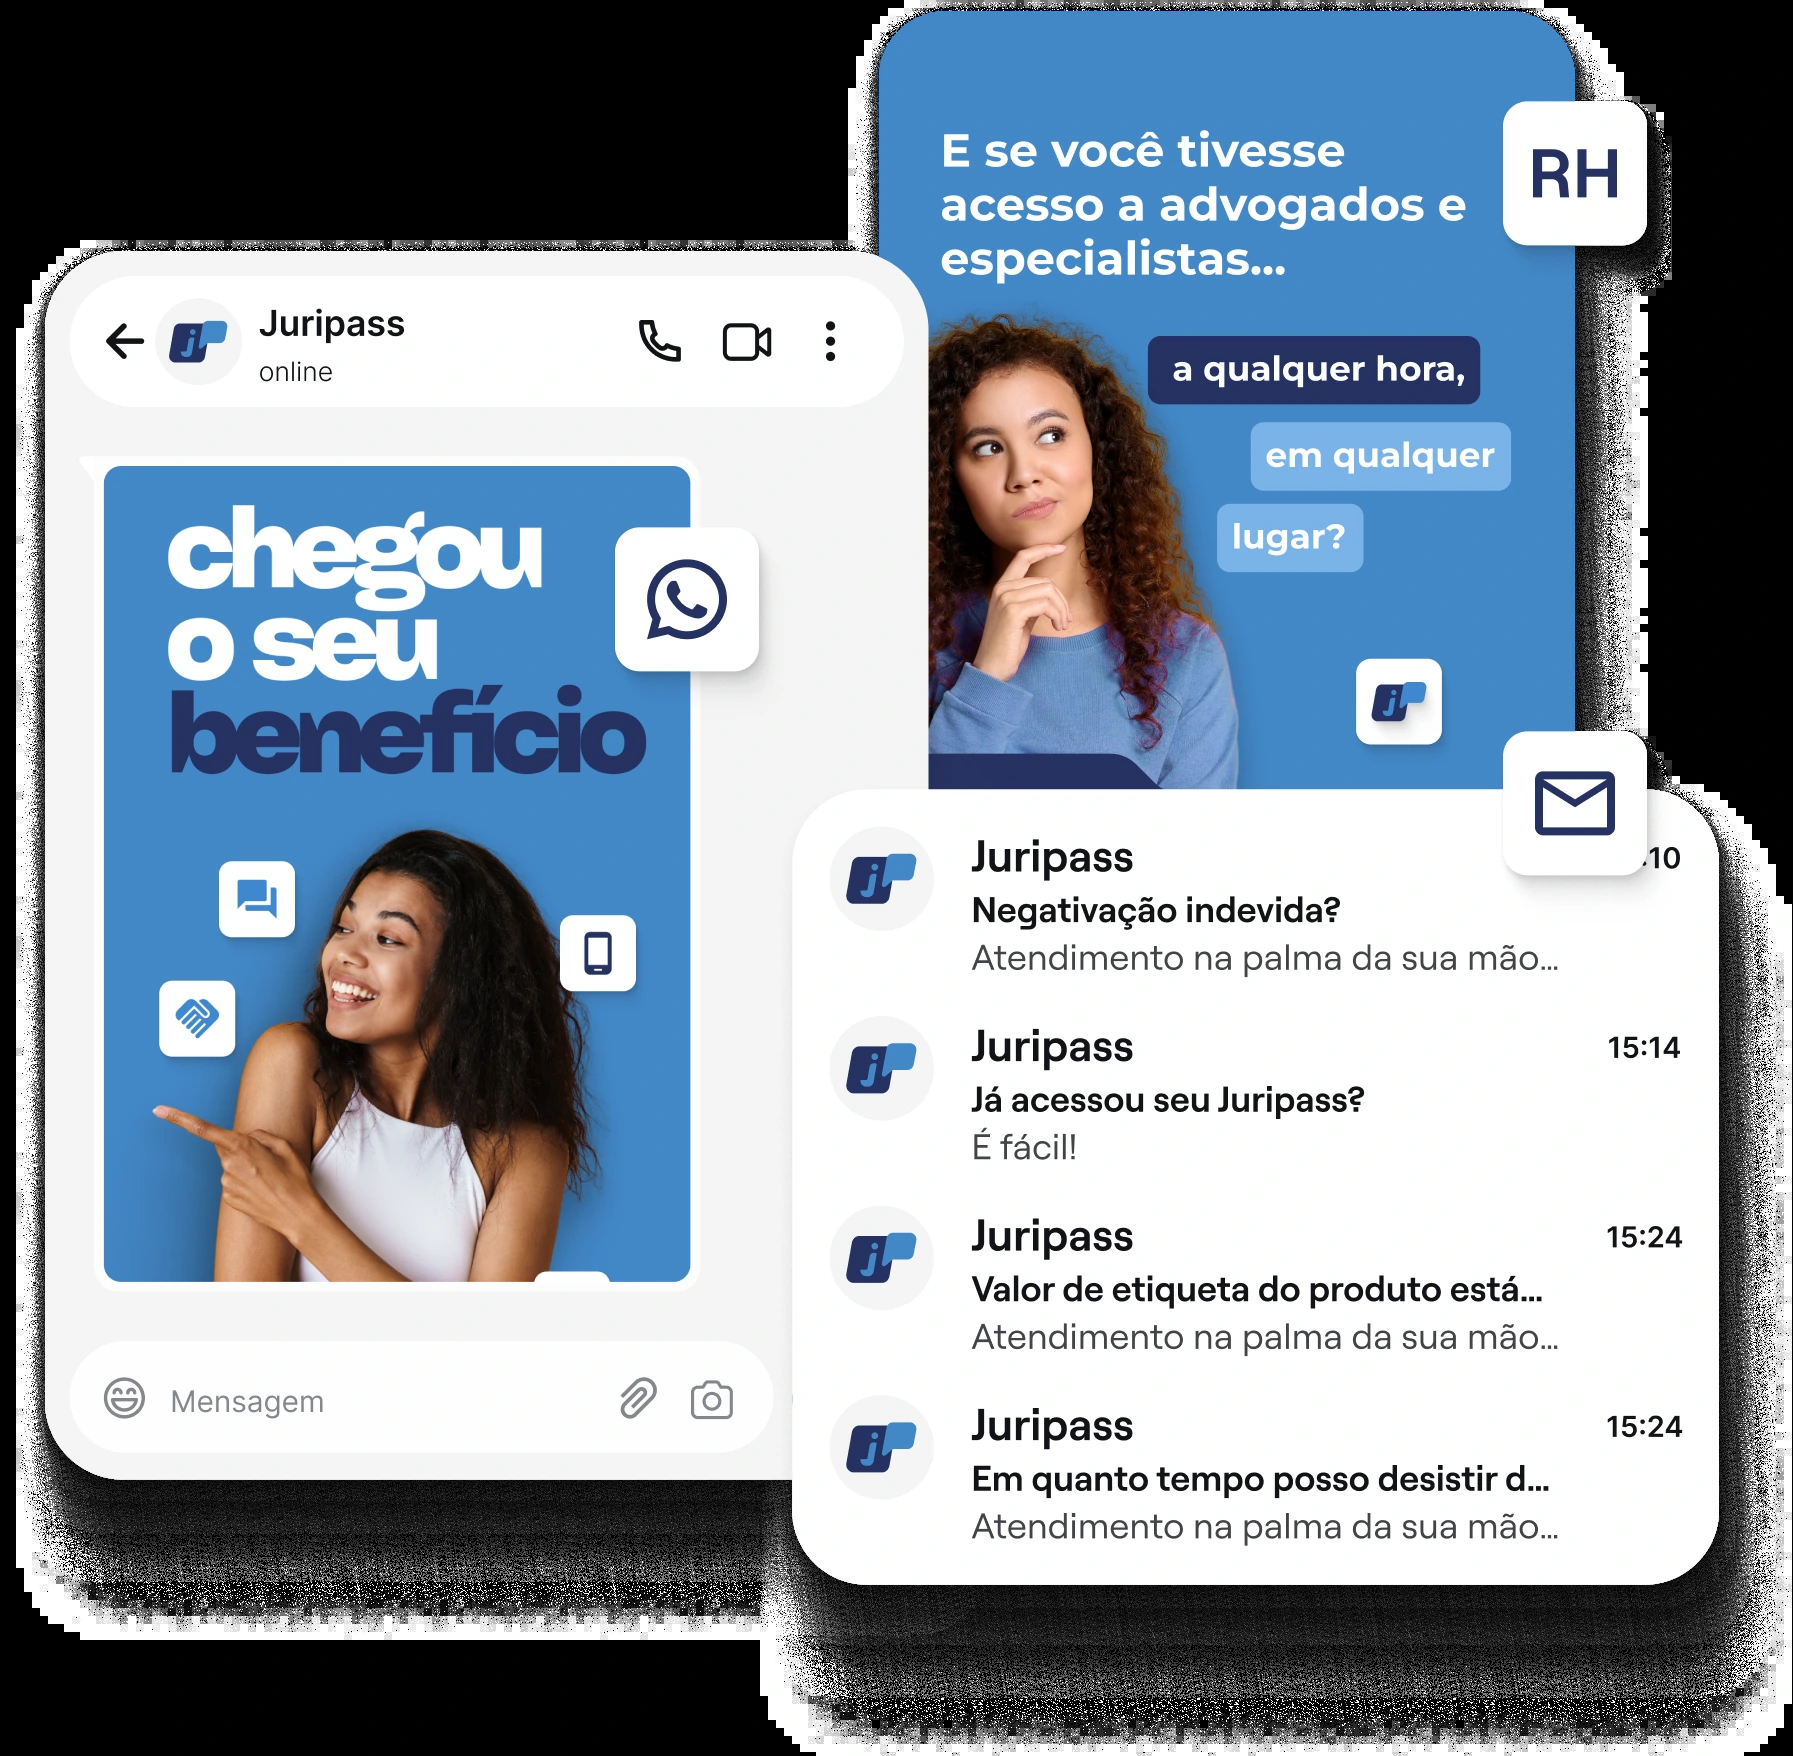 E se você tivesse
acesso a advogados e
especialistas...
RH
a qualquer hora,
em qualquer
lugar?
Juripass
online
chegou
o seu
benefício
Mensagem
Juripass
:10
Negativação indevida?
Atendimento na palma da sua mão...
Juripass
15:14
Já acessou seu Juripass?
É fácil!
Juripass
15:24
Valor de etiqueta do produto está...
Atendimento na palma da sua mão...
Juripass
15:24
Em quanto tempo posso desistir d...
Atendimento na palma da sua mão...